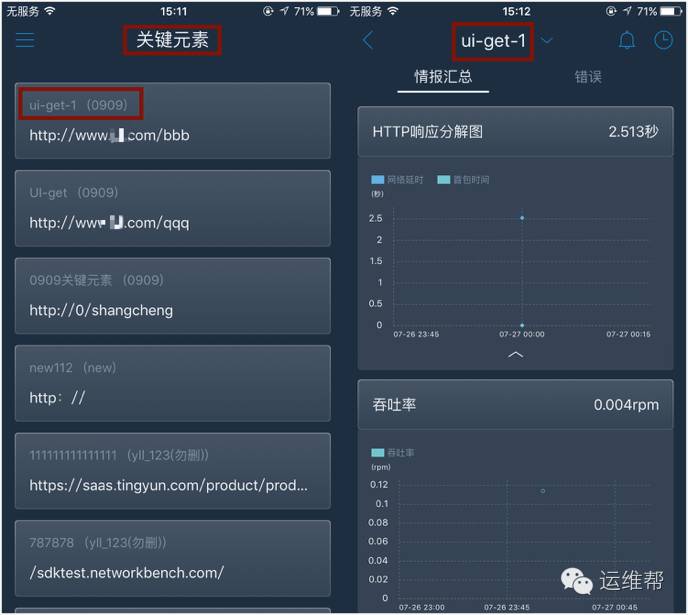 无服务
15:11
71%
关键元素
ui-get-1 (0909)
http://www. .com/bbb
UI-get (0909)
http://www .com/qqq
0909关键元素 (0909)
http://0/shangcheng
new112 (new)
http：//
111111111111111 (yll_123(勿删))
https://saas.tingyun.com/product/prod...
787878 (yll_123(勿删))
/sdktest.networkbench.com/
无服务
15:12
71%
ui-get-1
情报汇总
错误
HTTP响应分解图
2.513秒
网络延时
首包时间
(秒)
2.5
2
1.5
1
0.5
0
07-26 23:45
07-27 00:00
07-27 00:15
吞吐率
0.004rpm
吞吐率
(rpm)
0.12
0.1
0.08
0.06
0.04
0.02
0
07-26 23:00
07-26 23:45
07-27 00:45
运维帮